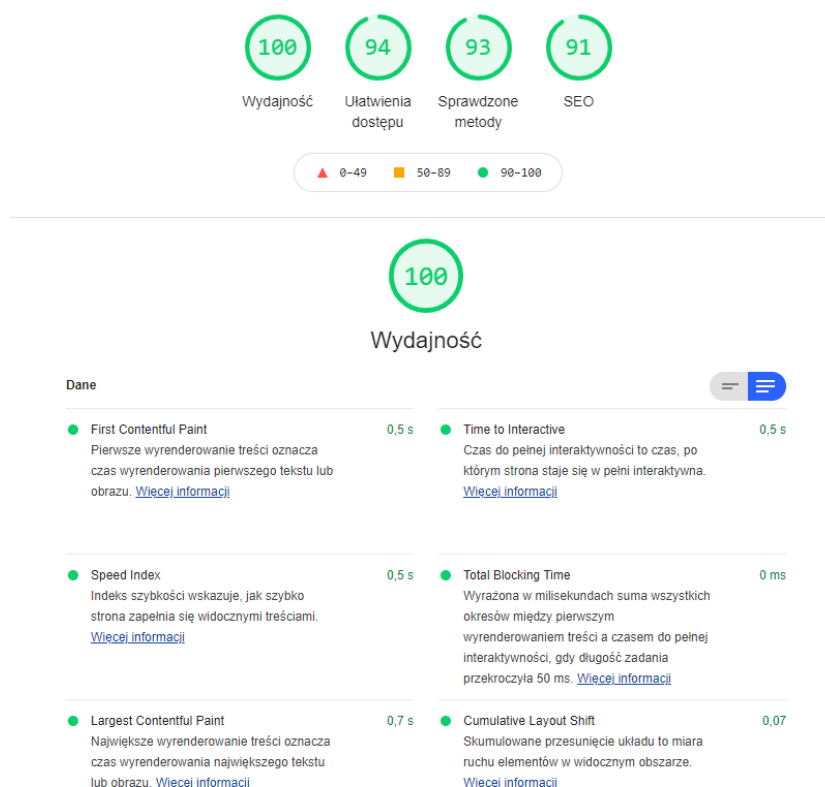 100 94 93 91
Wydajność Ułatwienia dostępu Sprawdzone metody SEO
0–49 50–89 90–100
100
Wydajność
Dane
First Contentful Paint 0,5 s
Pierwsze wyrenderowanie treści oznacza
czas wyrenderowania pierwszego tekstu lub
obrazu. Więcej informacji
Time to Interactive 0,5 s
Czas do pełnej interaktywności to czas, po
którym strona staje się w pełni interaktywna.
Więcej informacji
Speed Index 0,5 s
Indeks szybkości wskazuje, jak szybko
strona zapełnia się widocznymi treściami.
Więcej informacji
Total Blocking Time 0 ms
Wyrażona w milisekundach suma wszystkich
okresów między pierwszym
wyrenderowaniem treści a czasem do pełnej
interaktywności, gdy długość zadania
przekroczyła 50 ms. Więcej informacji
Largest Contentful Paint 0,7 s
Największe wyrenderowanie treści oznacza
czas wyrenderowania największego tekstu
lub obrazu. Więcej informacji
Cumulative Layout Shift 0,07
Skumulowane przesunięcie układu to miara
ruchu elementów w widocznym obszarze.
Więcej informacji